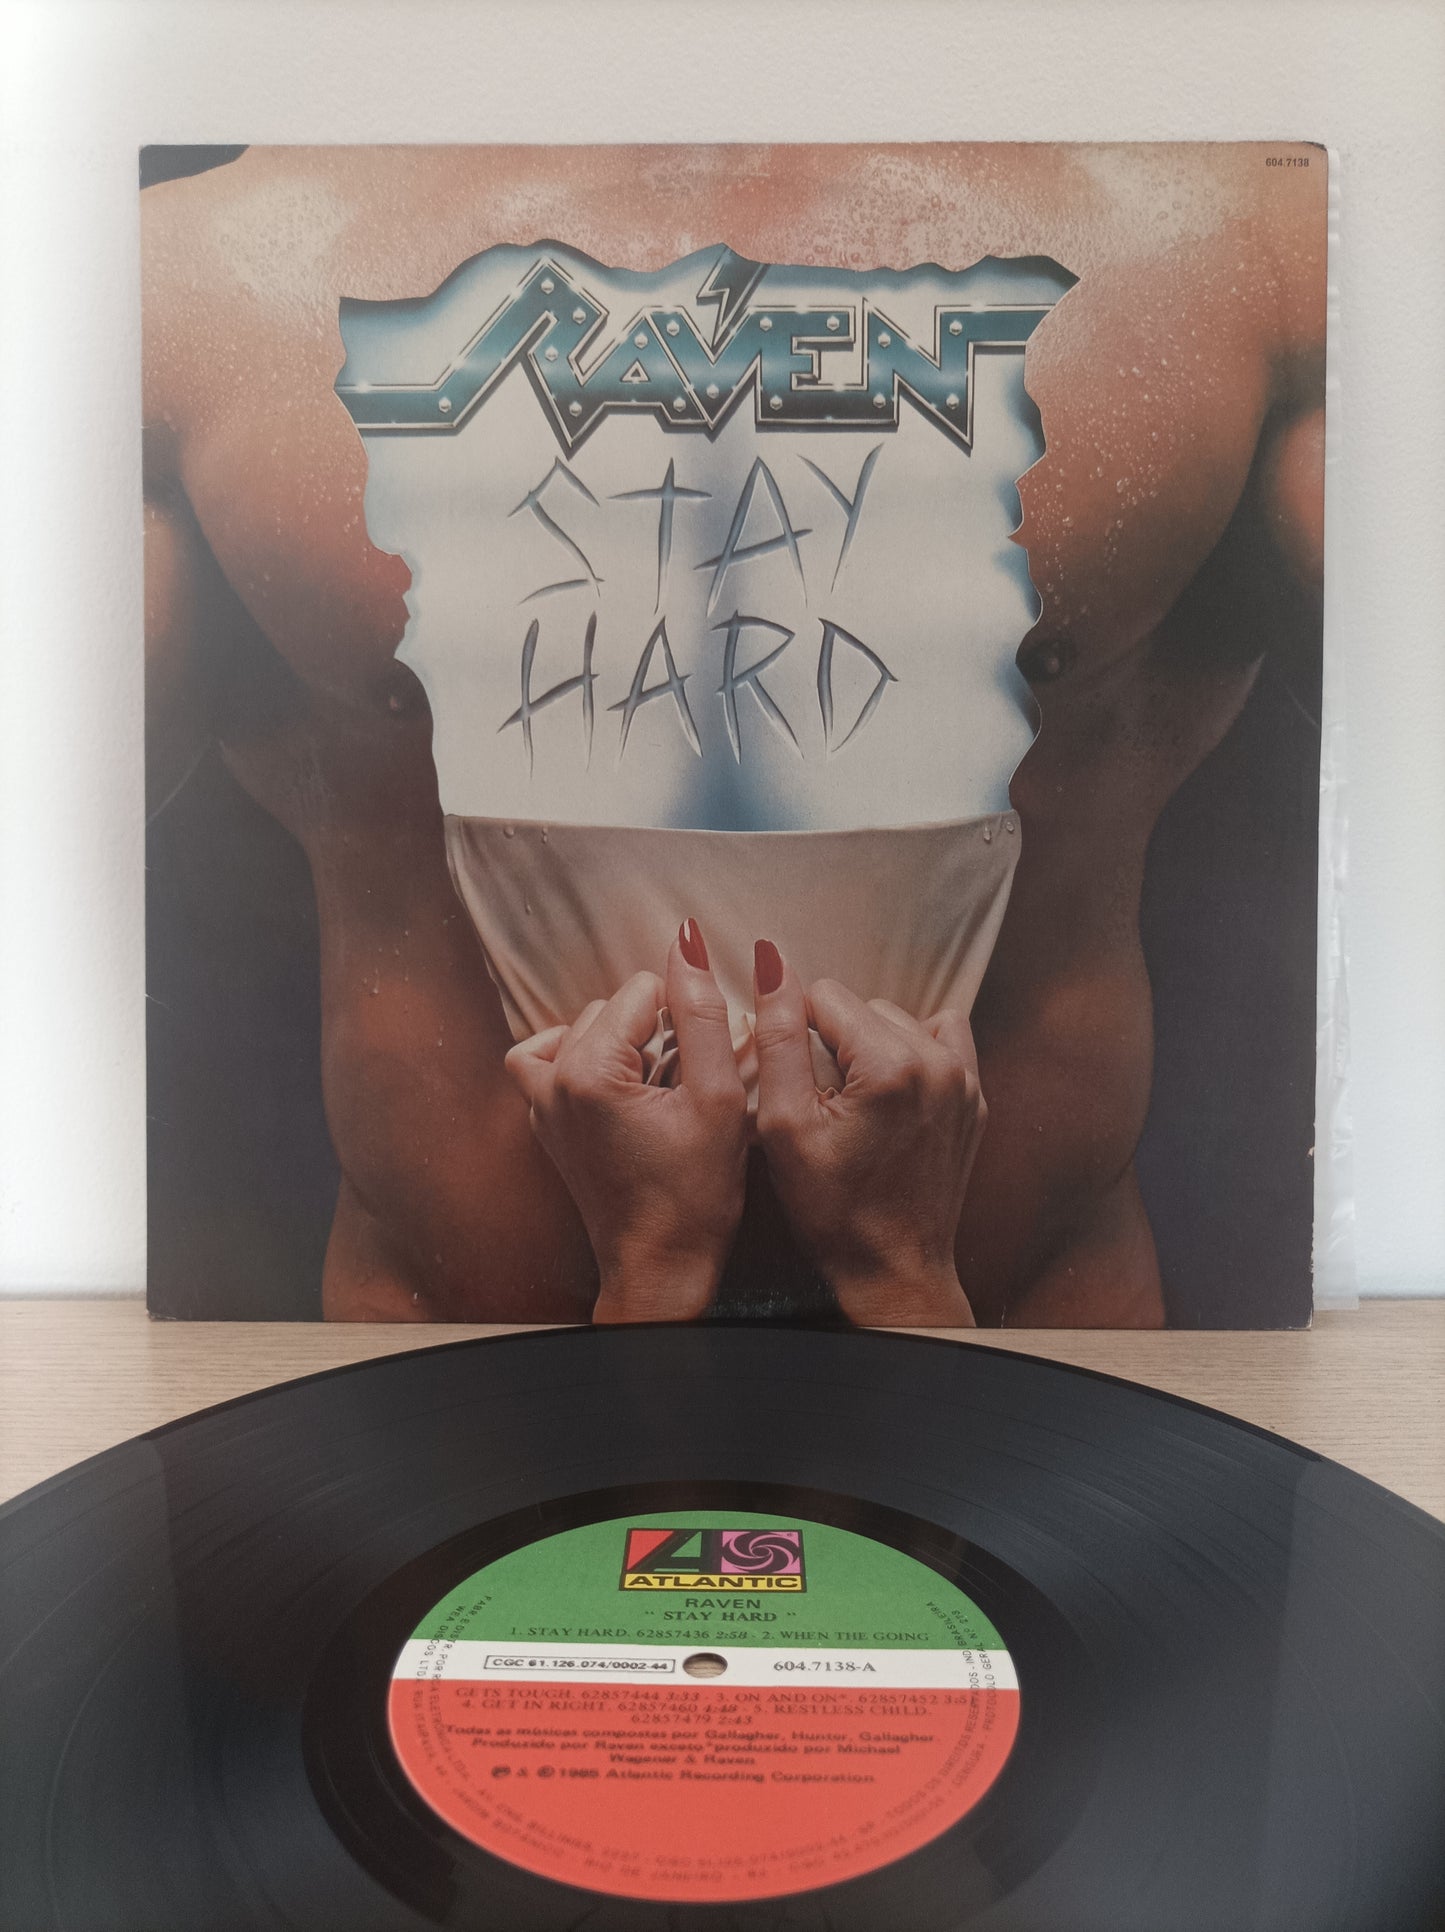 604.7138
RAVEN
STAY
HARD
ATLANTIC
RAVEN
" STAY HARD "
1. STAY HARD. 62857436 2:58 - 2. WHEN THE GOING
CGC 61.126.074/0002-44
604.7138-A
GETS TOUGH. 62857444 3:33 - 3. ON AND ON*. 62857452 3:5
4. GET IN RIGHT. 62857460 4:48 - 5. RESTLESS CHILD.
62857479 2:43
Todas as músicas compostas por Gallagher, Hunter, Gallagher.
Produzido por Raven exceto *produzido por Michael
Wagener & Raven
℗ & © 1985 Atlantic Recording Corporation